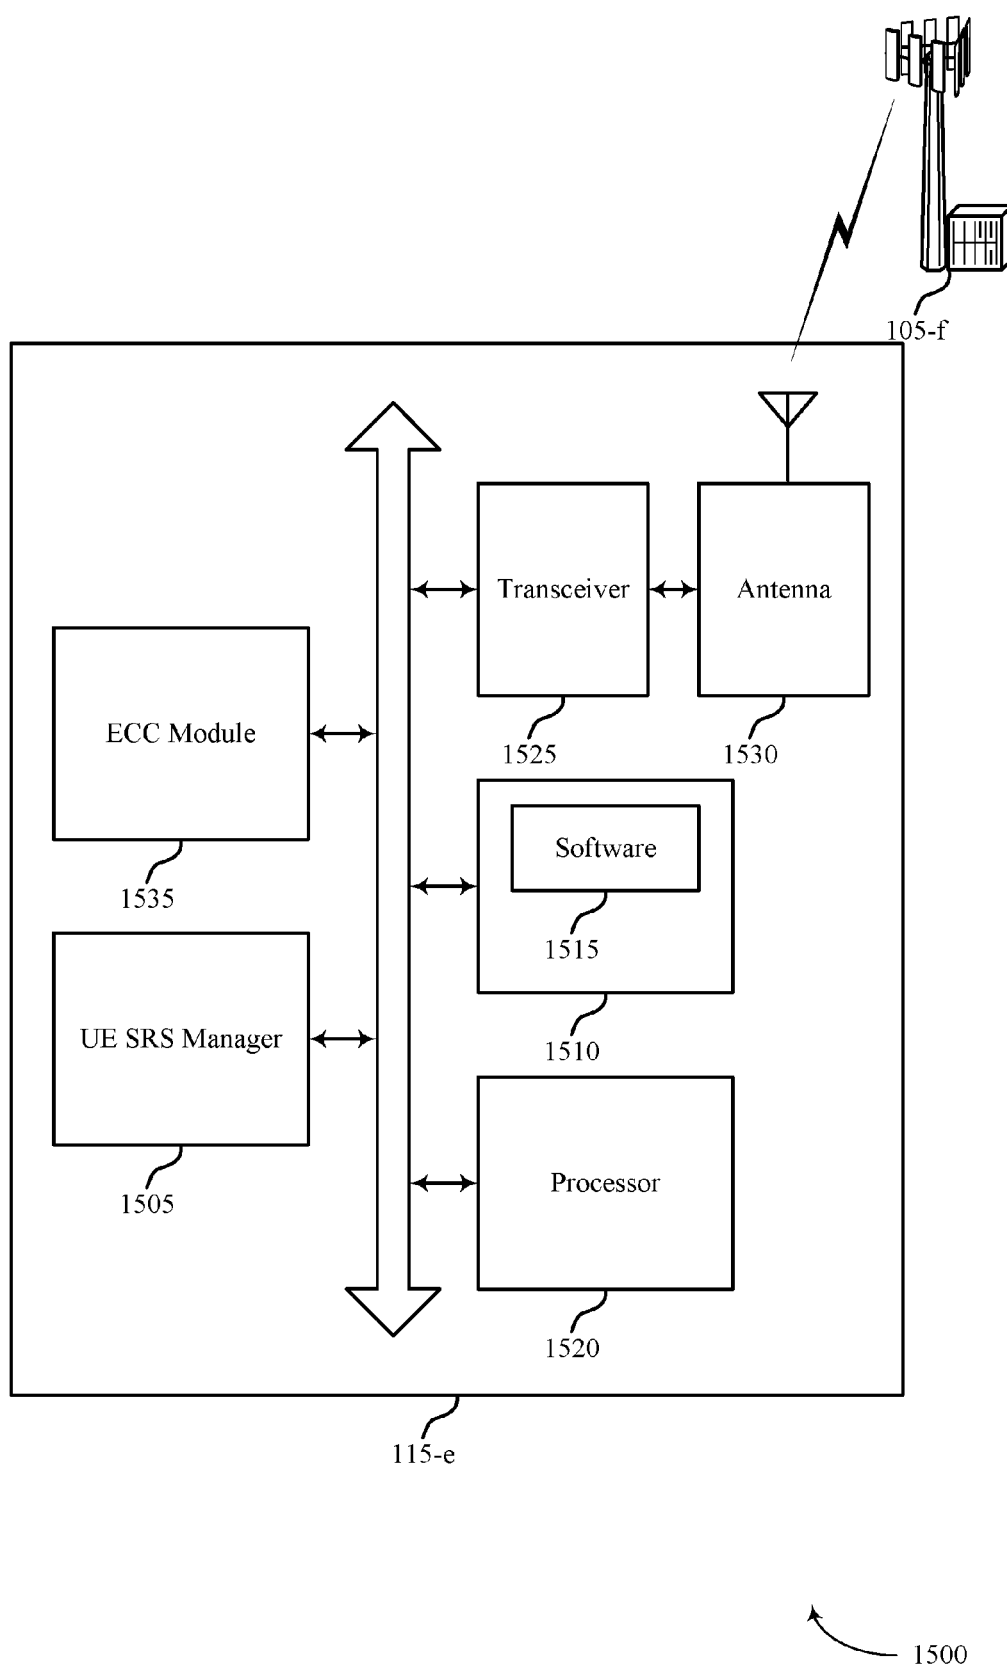 105-f
Transceiver
Antenna
1525
1530
ECC Module
1535
Software
1515
1510
UE SRS Manager
1505
Processor
1520
115-e
1500